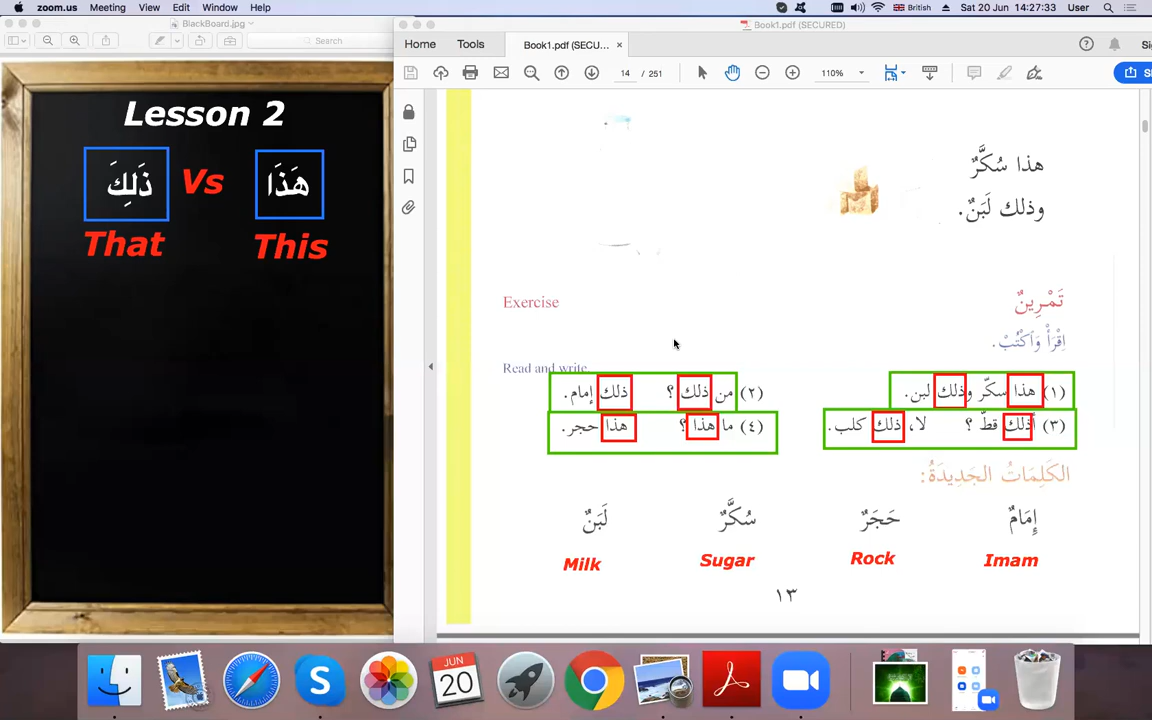 zoom.us Meeting View Edit Window Help British Sat 20 Jun 14:27:33 User
BlackBoard.jpg
Search
Lesson 2
ذَلِكَ Vs هَذَا
That This
Book1.pdf (SECURED)
Home Tools Book1.pdf (SECU... ×
14 / 251 110%
هذا سُكَّرٌ
وذلك لَبَنٌ.
Exercise تَمْرِينٌ
Read and write اِقْرَأْ وَاكْتُبْ.
(١) هذا سكّر وذلك لبن. (٢) من ذلك ؟ ذلك إمام.
(٣) أذلك قطّ ؟ لا، ذلك كلب. (٤) ما هذا ؟ هذا حجر.
الكَلِمَاتُ الجَدِيدَةُ:
إِمَامٌ حَجَرٌ سُكَّرٌ لَبَنٌ
Milk Sugar Rock Imam
١٣
JUN
20